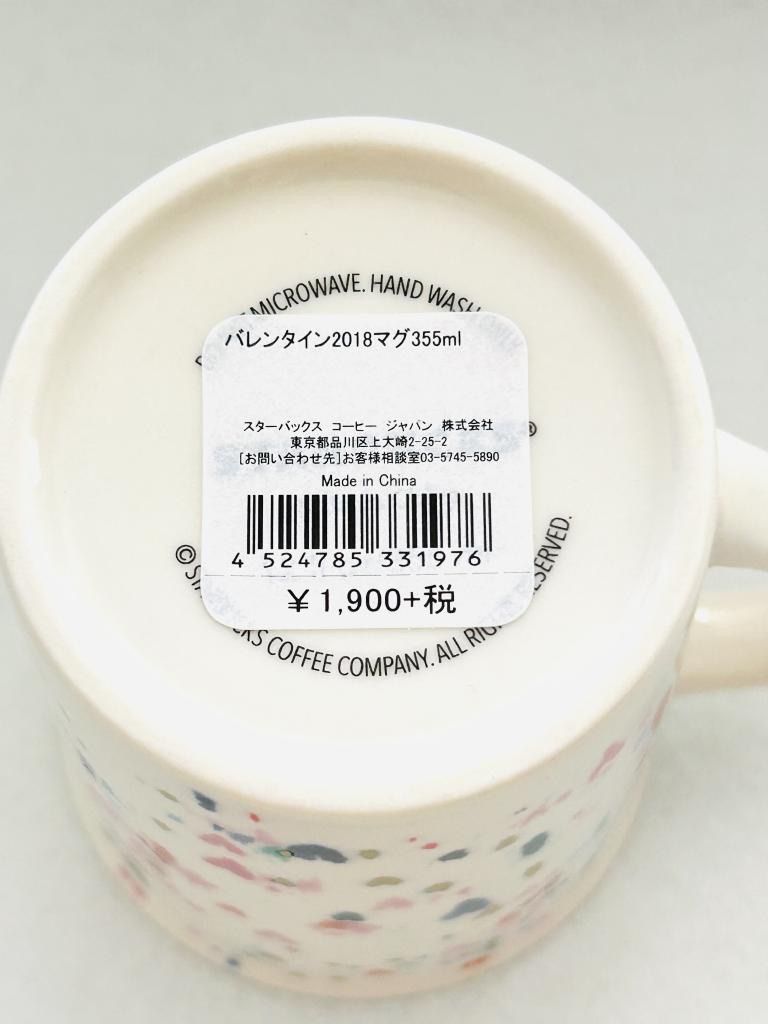 MICROWAVE. HAND WASH
バレンタイン2018マグ355ml
スターバックス コーヒー ジャパン 株式会社
東京都品川区上大崎2-25-2
[お問い合わせ先]お客様相談室03-5745-5890
Made in China
4 524785 331976
¥1,900+税
© COFFEE COMPANY. ALL